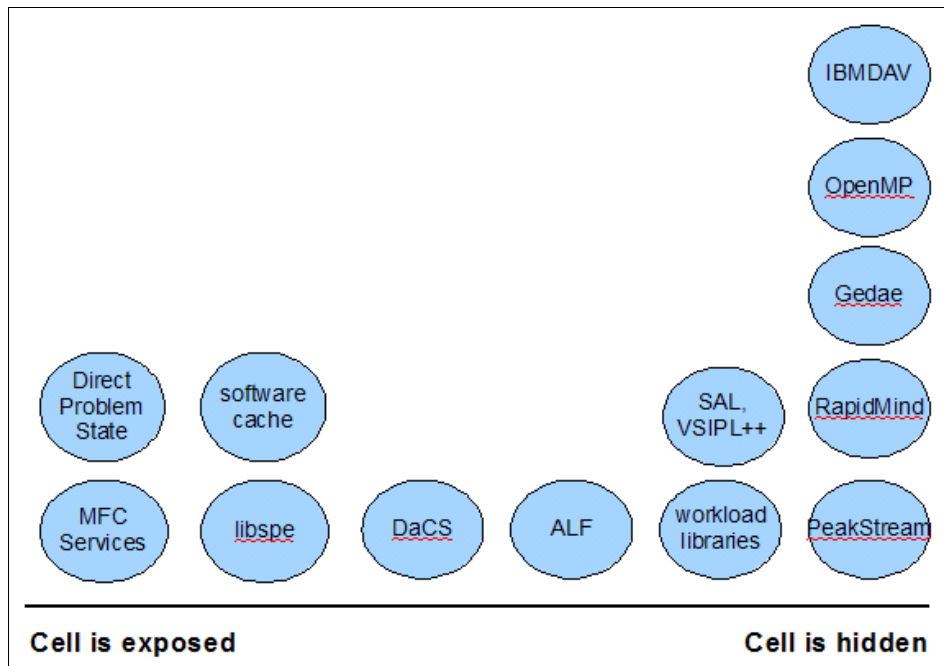 IBMDAV
OpenMP
Gedae
Direct
Problem
State
software
cache
SAL,
VSIPL++
RapidMind
MFC
Services
libspe
DaCS
ALF
workload
libraries
PeakStream
Cell is exposed
Cell is hidden